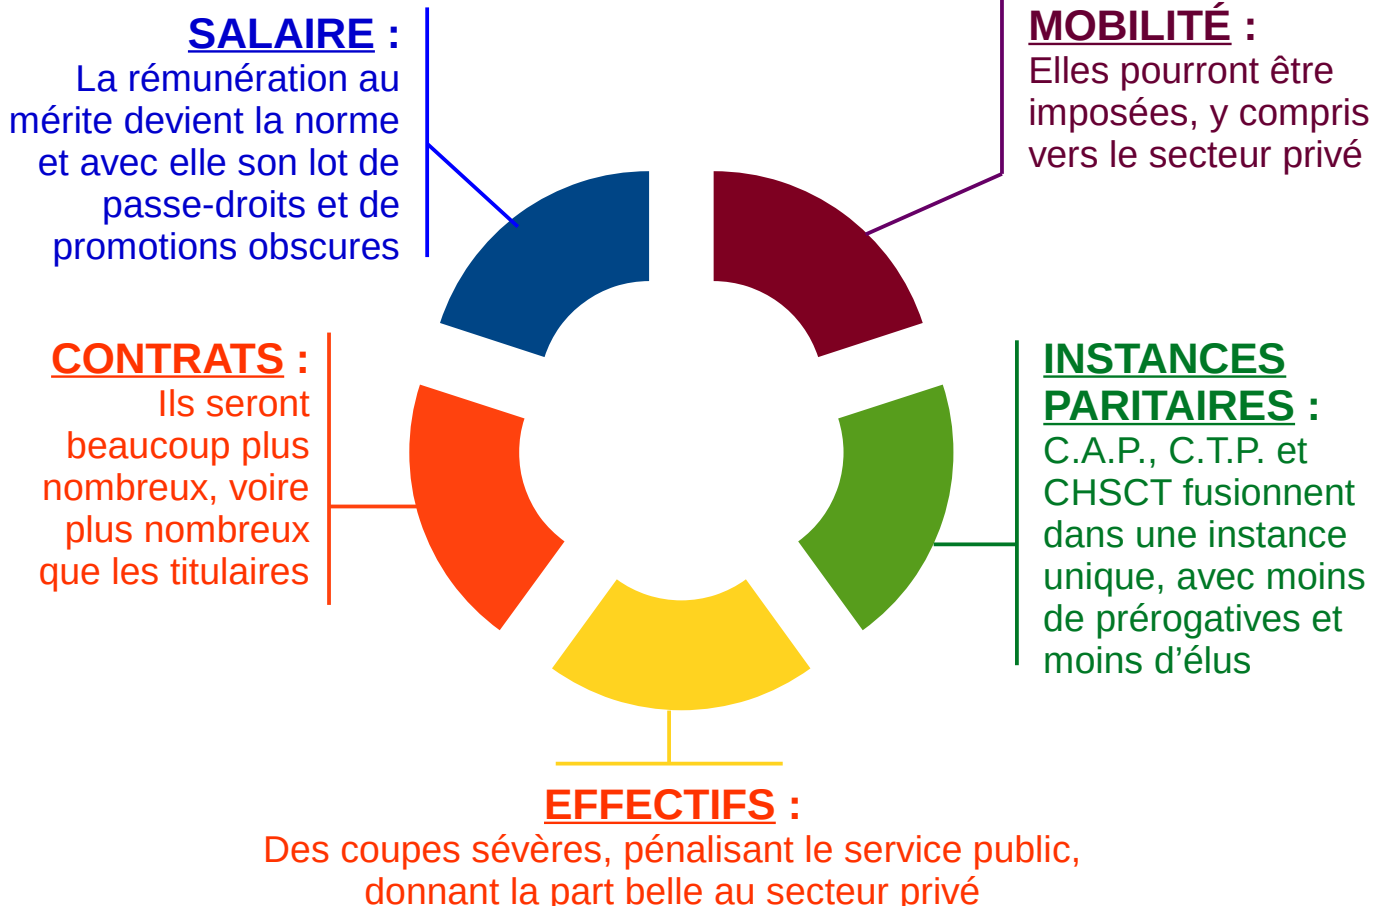 SALAIRE :
La rémunération au
mérite devient la norme
et avec elle son lot de
passe-droits et de
promotions obscures
MOBILITÉ :
Elles pourront être
imposées, y compris
vers le secteur privé
CONTRATS :
Ils seront
beaucoup plus
nombreux, voire
plus nombreux
que les titulaires
INSTANCES
PARITAIRES :
C.A.P., C.T.P. et
CHSCT fusionnent
dans une instance
unique, avec moins
de prérogatives et
moins d’élus
EFFECTIFS :
Des coupes sévères, pénalisant le service public,
donnant la part belle au secteur privé